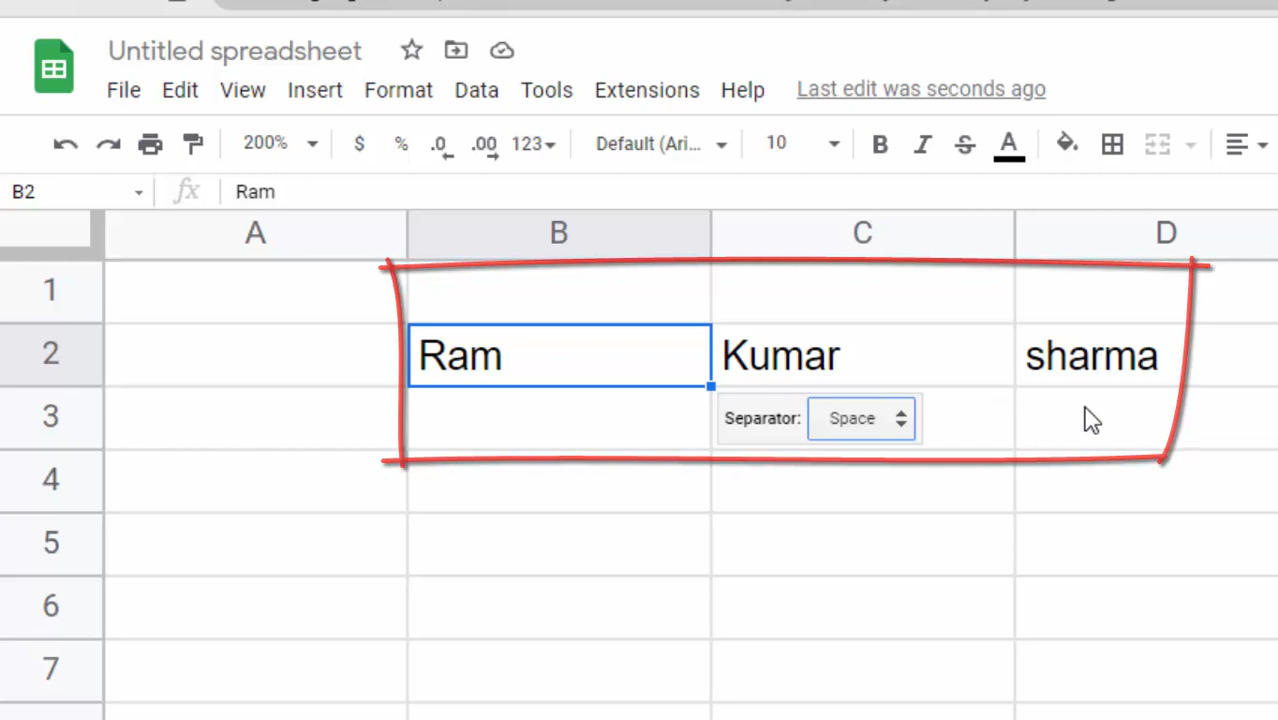 Untitled spreadsheet
File Edit View Insert Format Data Tools Extensions Help Last edit was seconds ago
200% $ % .0 .00 123 Default (Ari... 10 B I S A
B2 fx Ram
A B C D
1
2 Ram Kumar sharma
3 Separator: Space
4
5
6
7